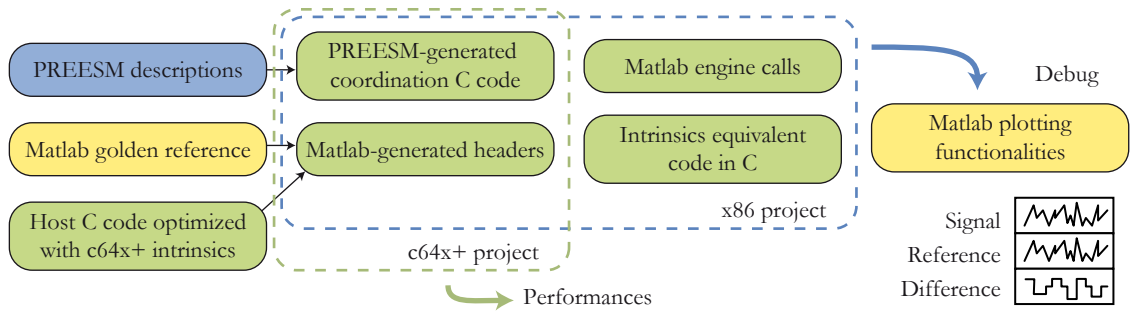 PREESM descriptions
PREESM-generated
coordination C code
Matlab engine calls
Debug
Matlab golden reference
Matlab-generated headers
Intrinsics equivalent
code in C
Matlab plotting
functionalities
Host C code optimized
with c64x+ intrinsics
x86 project
c64x+ project
Performances
Signal
Reference
Difference